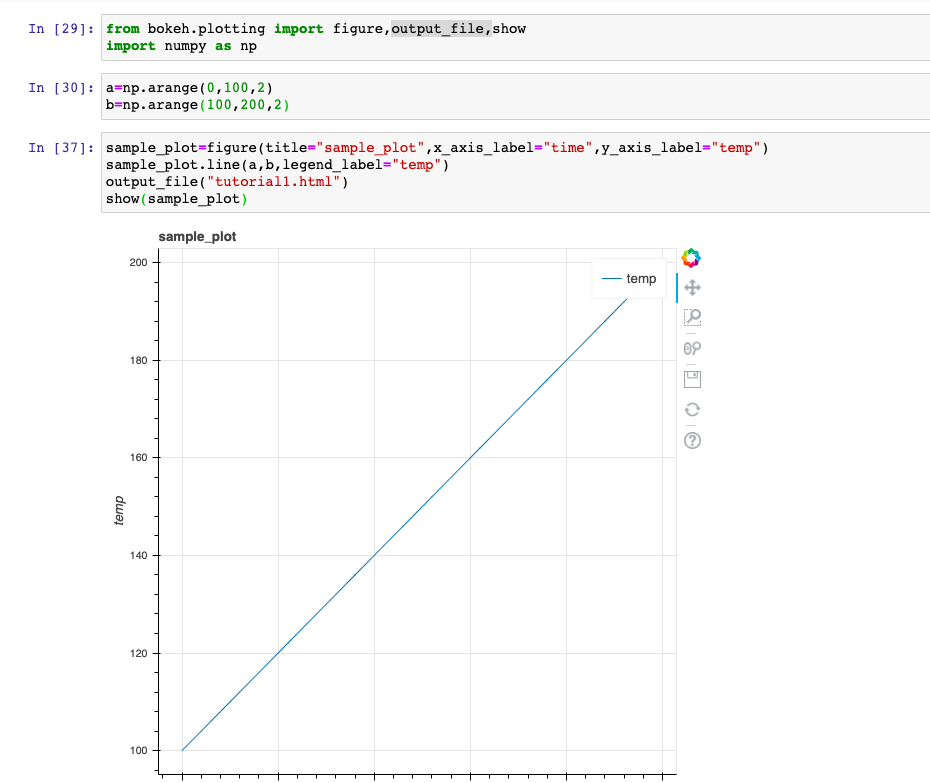 In [29]: from bokeh.plotting import figure,output_file,show
import numpy as np
In [30]: a=np.arange(0,100,2)
b=np.arange(100,200,2)
In [37]: sample_plot=figure(title="sample_plot",x_axis_label="time",y_axis_label="temp")
sample_plot.line(a,b,legend_label="temp")
output_file("tutorial1.html")
show(sample_plot)
sample_plot
200
temp
180
160
temp
140
120
100